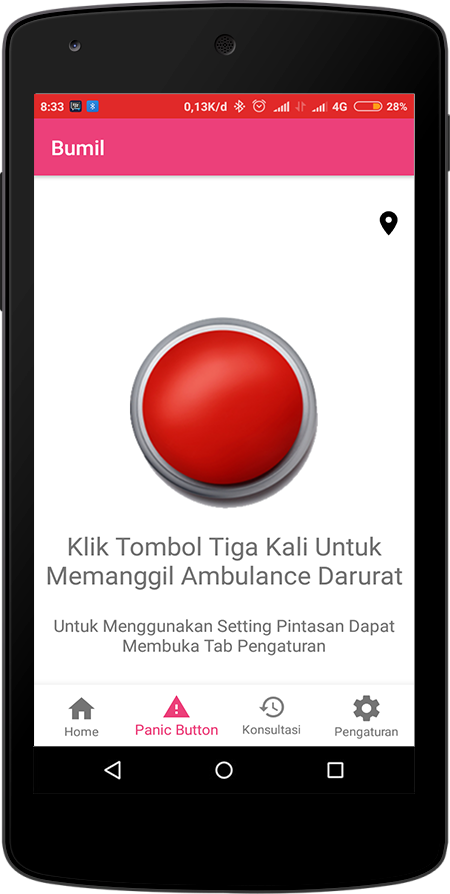 8:33 0,13K/d 4G 28%
Bumil
Klik Tombol Tiga Kali Untuk
Memanggil Ambulance Darurat
Untuk Menggunakan Setting Pintasan Dapat
Membuka Tab Pengaturan
Home Panic Button Konsultasi Pengaturan